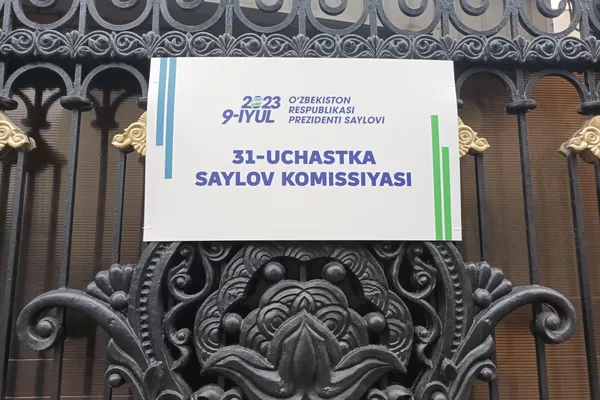 2023
9-IYUL
O‘ZBEKISTON
RESPUBLIKASI
PREZIDENTI SAYLOVI
31-UCHASTKA
SAYLOV KOMISSIYASI